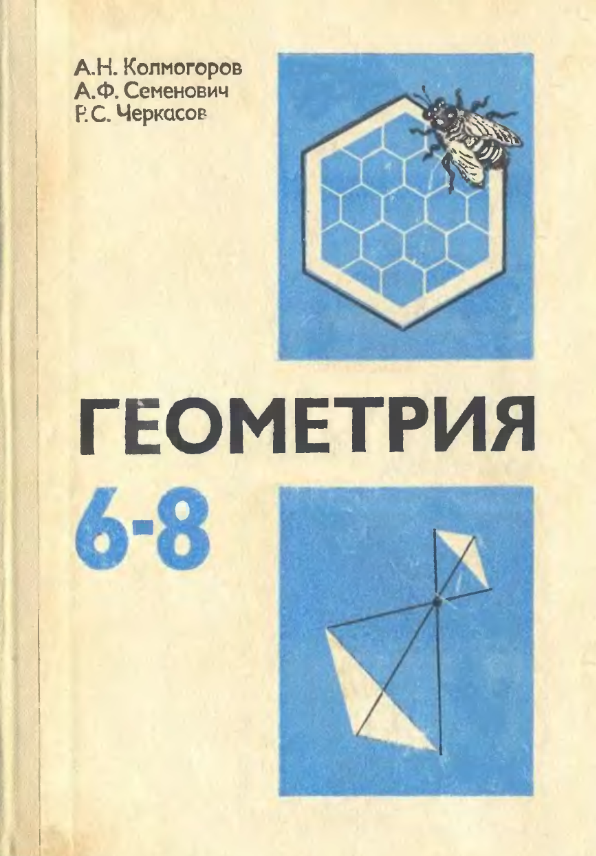 А.Н. Колмогоров
А.Ф. Семенович
Р.С. Черкасов
ГЕОМЕТРИЯ
6-8